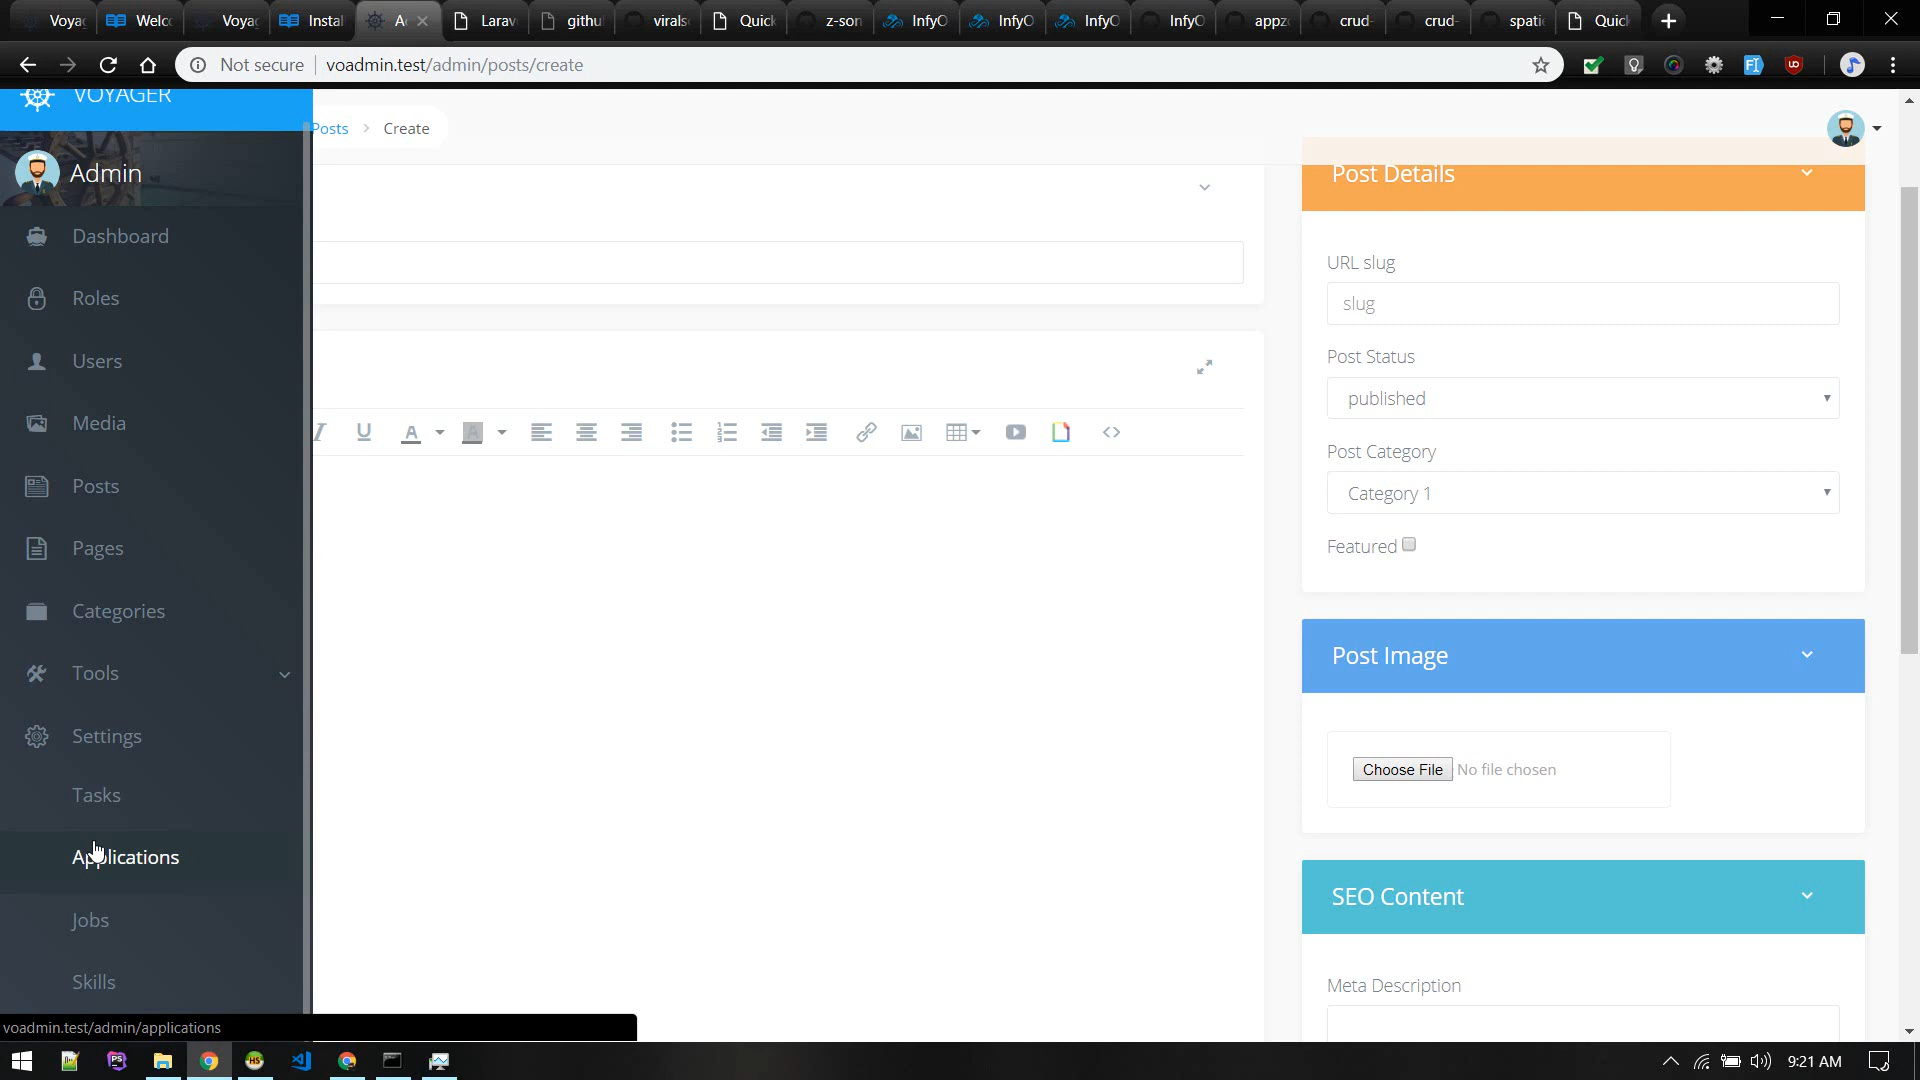 Voya
Welc
Voya
Instal
A
Larav
githu
virals
Quick
z-son
InfyO
InfyO
InfyO
InfyO
appz
crud-
crud-
spati
Quick
Not secure
voadmin.test/admin/posts/create
VOYAGER
Admin
Dashboard
Roles
Users
Media
Posts
Pages
Categories
Tools
Settings
Tasks
Applications
Jobs
Skills
voadmin.test/admin/applications
Posts > Create
Post Details
URL slug
slug
Post Status
published
Post Category
Category 1
Featured
Post Image
Choose File No file chosen
SEO Content
Meta Description
9:21 AM